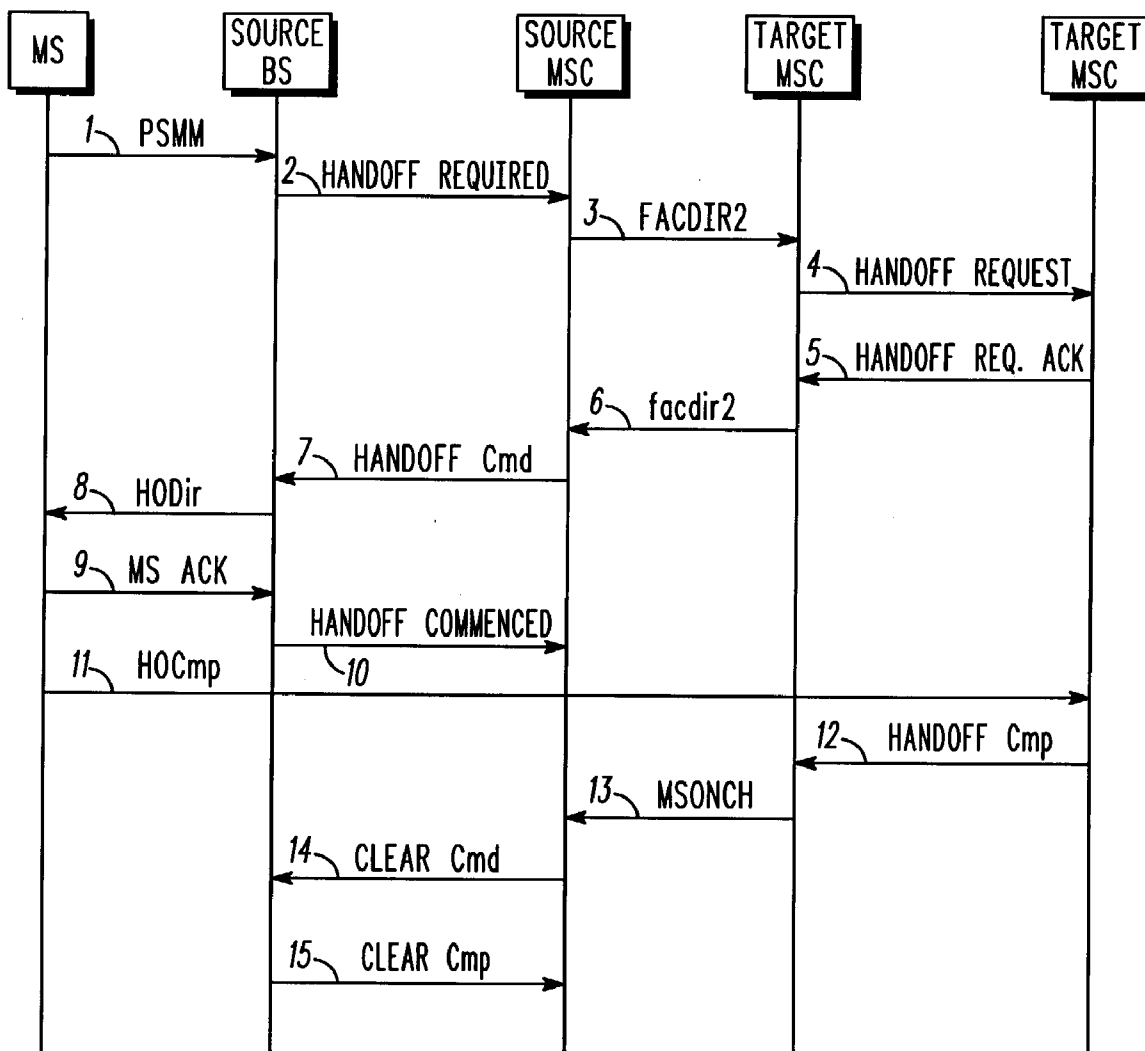 MS
SOURCE
BS
SOURCE
MSC
TARGET
MSC
TARGET
MSC
1 PSMM
2 HANDOFF REQUIRED
3 FACDIR2
4 HANDOFF REQUEST
5 HANDOFF REQ. ACK
6 facdir2
7 HANDOFF Cmd
8 HODir
9 MS ACK
HANDOFF COMMENCED
10
11 HOCmp
12 HANDOFF Cmp
13 MSONCH
14 CLEAR Cmd
15 CLEAR Cmp